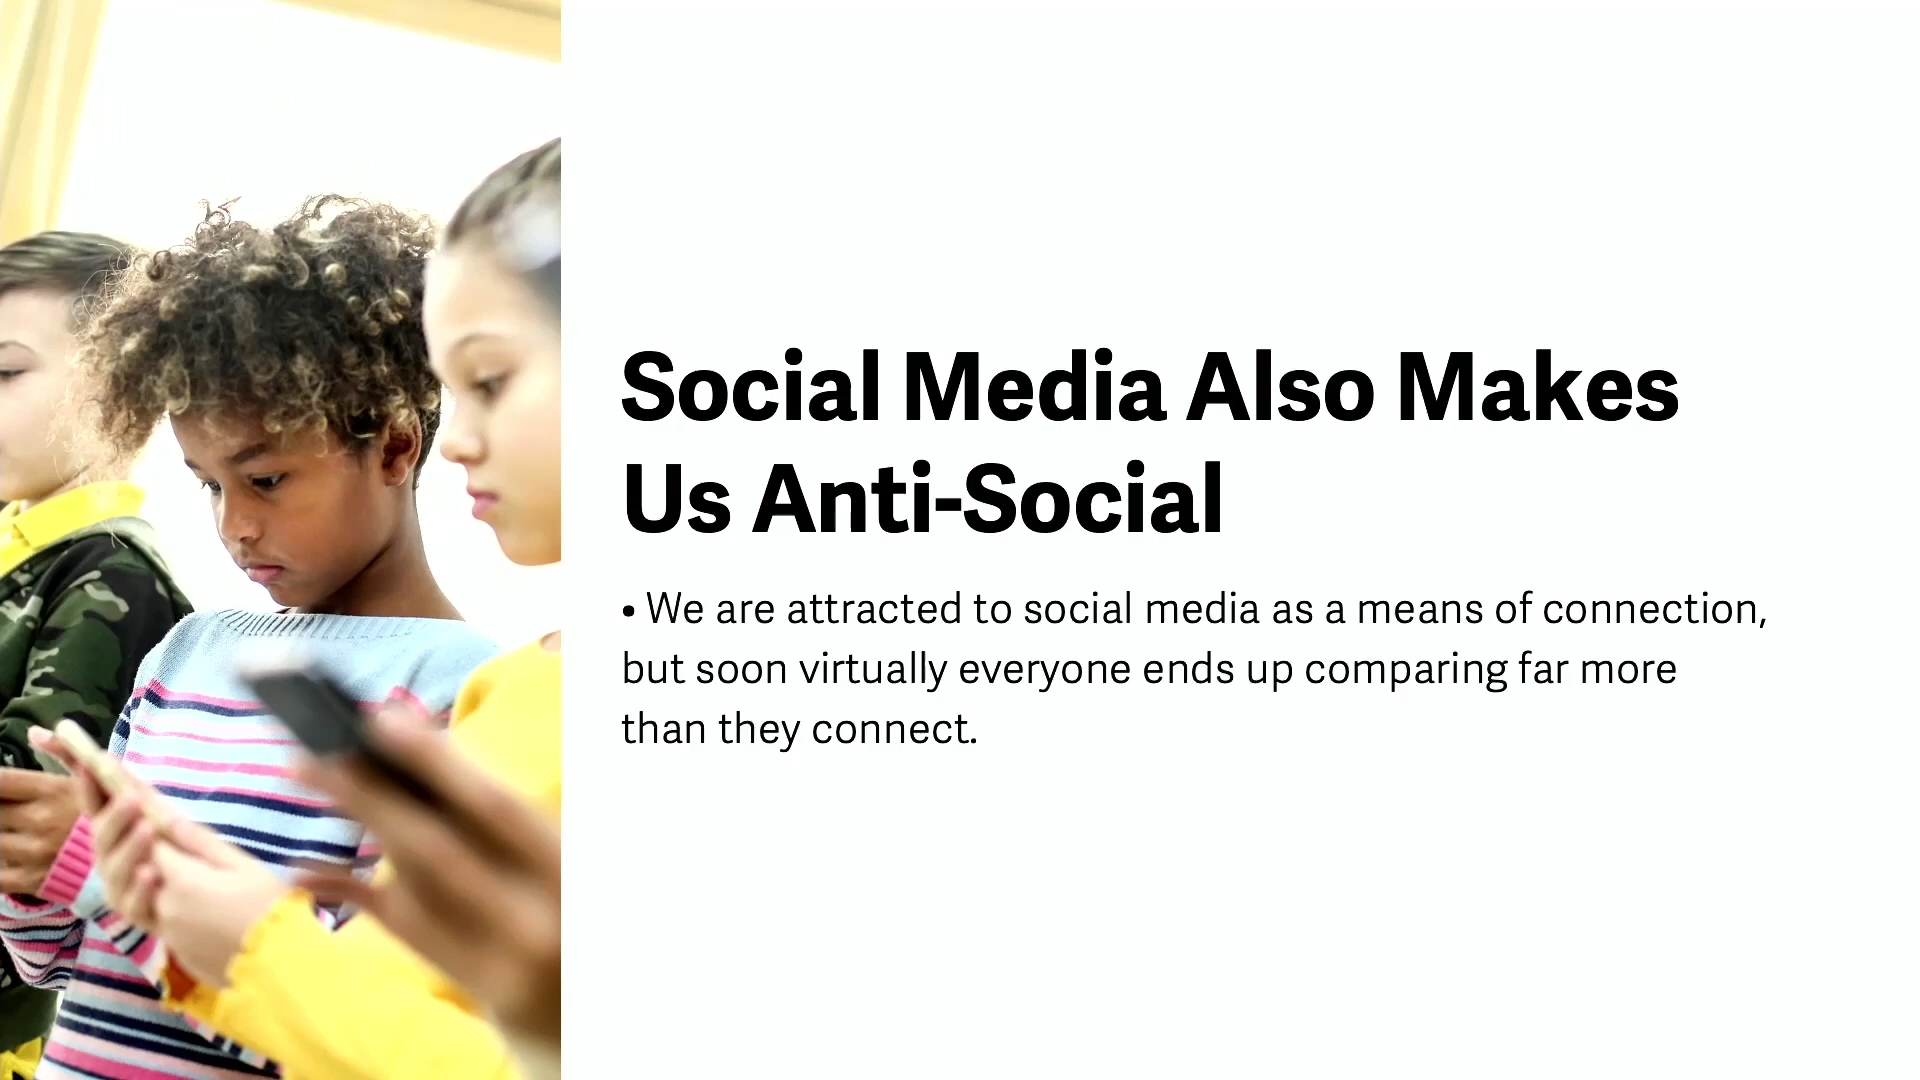 Social Media Also Makes
Us Anti-Social
• We are attracted to social media as a means of connection,
but soon virtually everyone ends up comparing far more
than they connect.